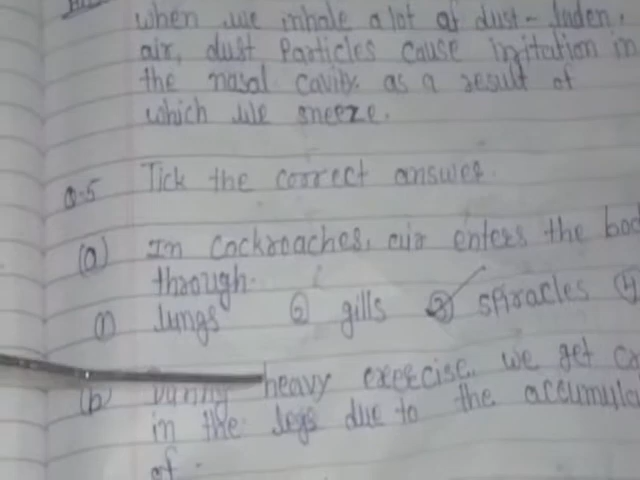 when we inhale a lot of dust-laden
air, dust Particles cause irritation in
the nasal cavity. as a result of
which we sneeze.
Q.5 Tick the correct answer
(a) In Cockroaches, air enters the bod
through.
① lungs ② gills ③ spiracles ④
(b) During heavy exercise, we get
in the legs due to the accumula
of -